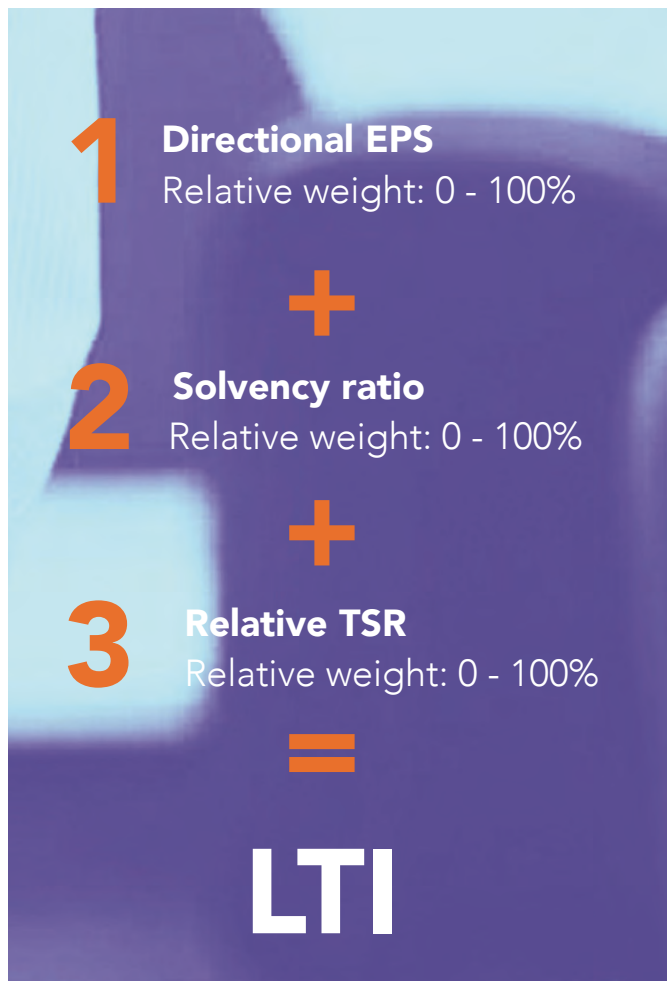 1 Directional EPS
Relative weight: 0 - 100%
+
2 Solvency ratio
Relative weight: 0 - 100%
+
3 Relative TSR
Relative weight: 0 - 100%
=
LTI